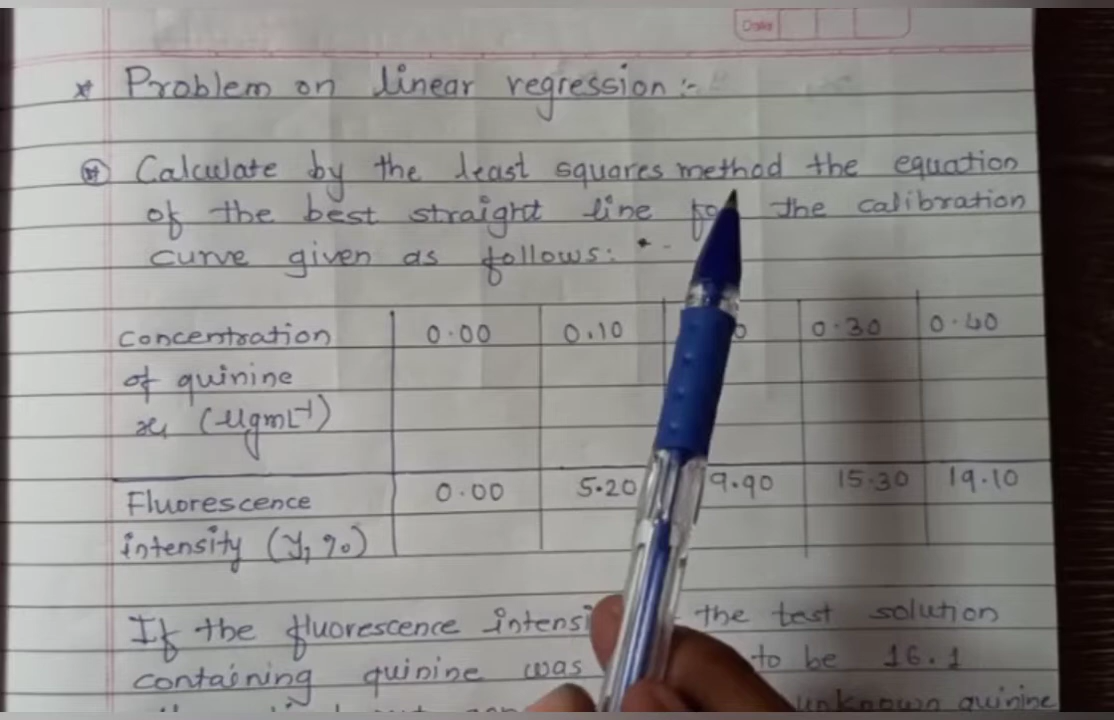 Date
* Problem on linear regression :-
* Calculate by the least squares method the equation
of the best straight line the calibration
curve given as follows:
concentration 0.00 0.10 0.30 0.40
of quinine
x, (µgmL⁻¹)
Fluorescence 0.00 5.20 9.90 15.30 19.10
intensity (y, %)
If the fluorescence the test solution
containing quinine was to be 16.1
unknown quinine